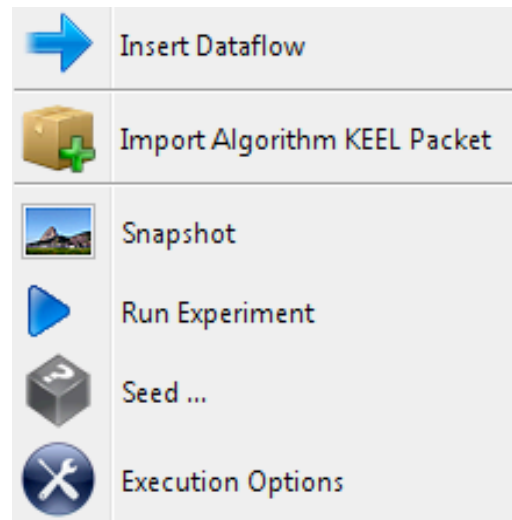 Insert Dataflow
Import Algorithm KEEL Packet
Snapshot
Run Experiment
Seed ...
Execution Options